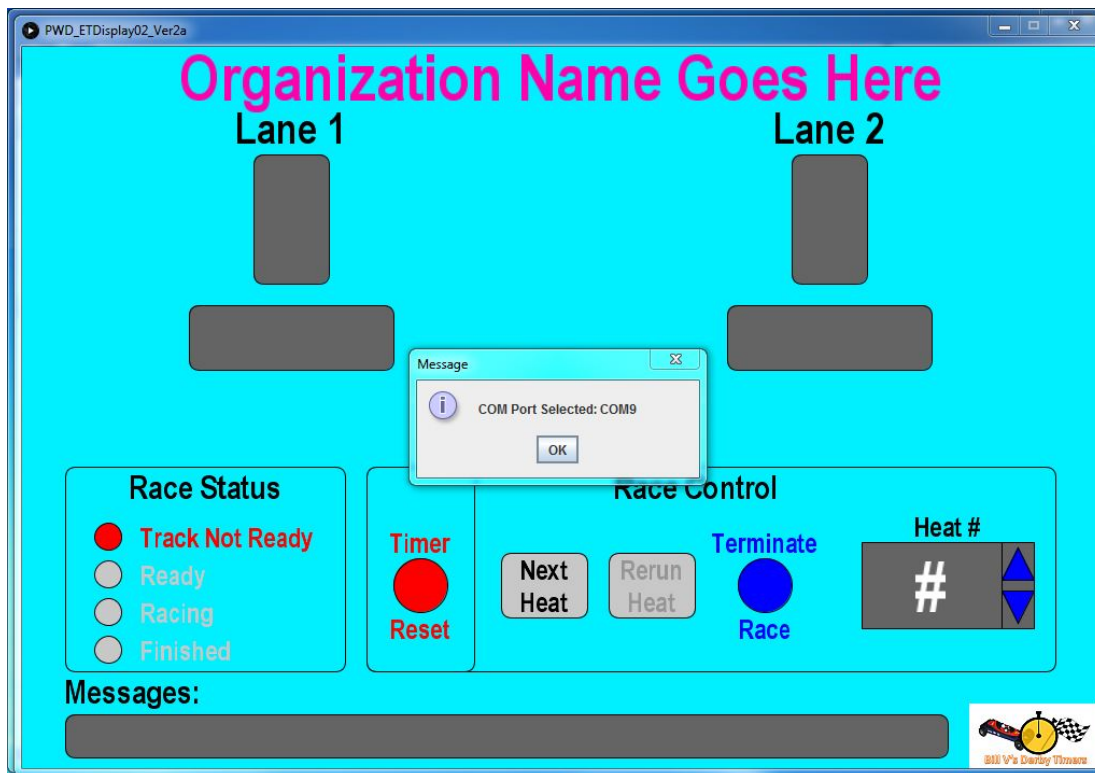 PWD_ETDisplay02_Ver2a
Organization Name Goes Here
Lane 1
Lane 2
Message
i
COM Port Selected: COM9
OK
Race Status
Track Not Ready
Ready
Racing
Finished
Timer
Reset
Race Control
Next
Heat
Rerun
Heat
Terminate
Race
Heat #
#
Messages:
Bill V's Derby Timers